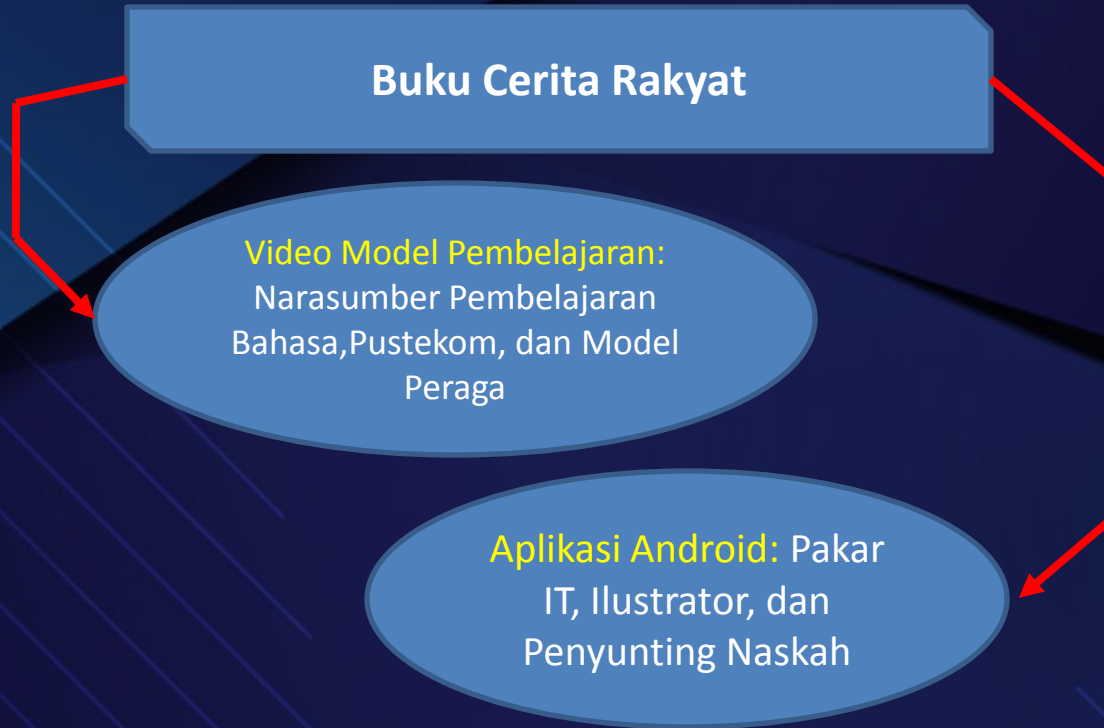 Buku Cerita Rakyat
Video Model Pembelajaran:
Narasumber Pembelajaran
Bahasa,Pustekom, dan Model
Peraga
Aplikasi Android: Pakar
IT, Ilustrator, dan
Penyunting Naskah